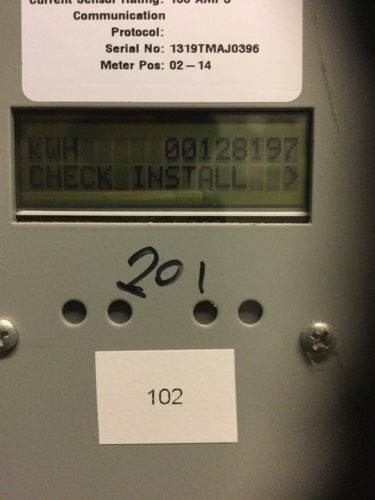 Current Sensor Rating: 100 AMPS
Communication
Protocol:
Serial No: 1319TMAJ0396
Meter Pos: 02-14
kWH 00128197
CHECK INSTALL >
201
102